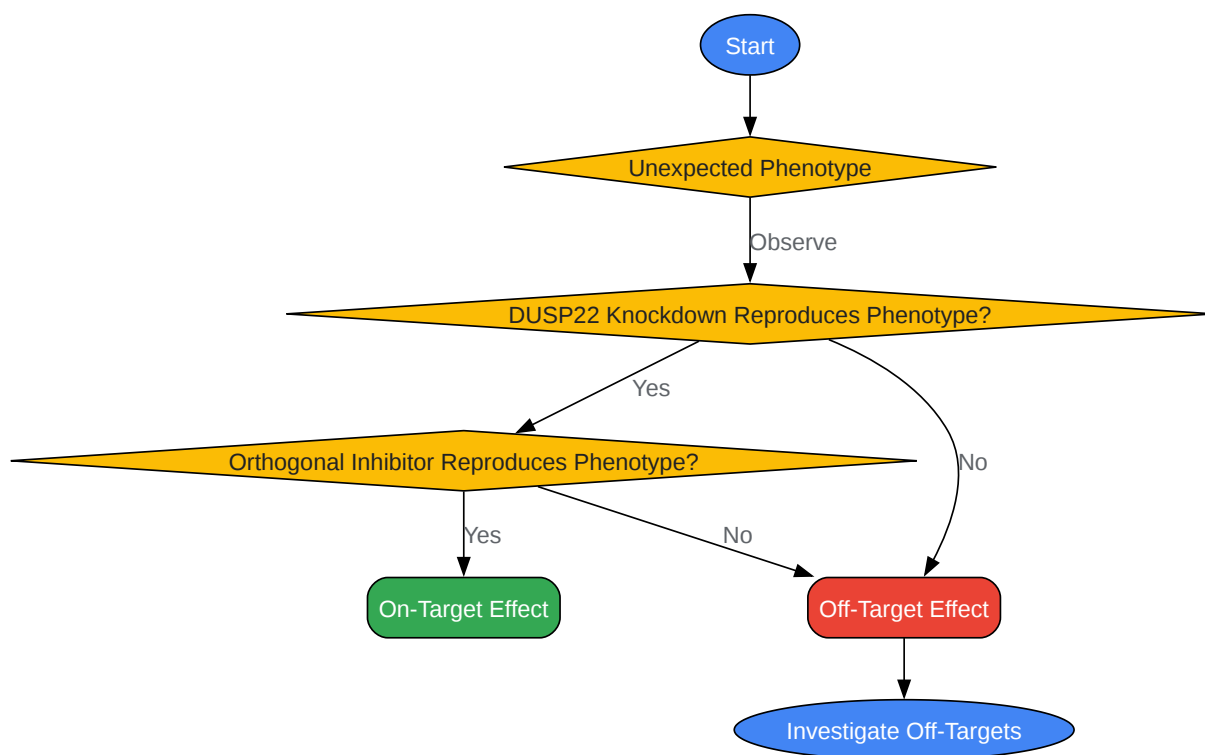 Start
Unexpected Phenotype
Observe
DUSP22 Knockdown Reproduces Phenotype?
Yes
Orthogonal Inhibitor Reproduces Phenotype?
No
Yes
No
On-Target Effect
Off-Target Effect
Investigate Off-Targets